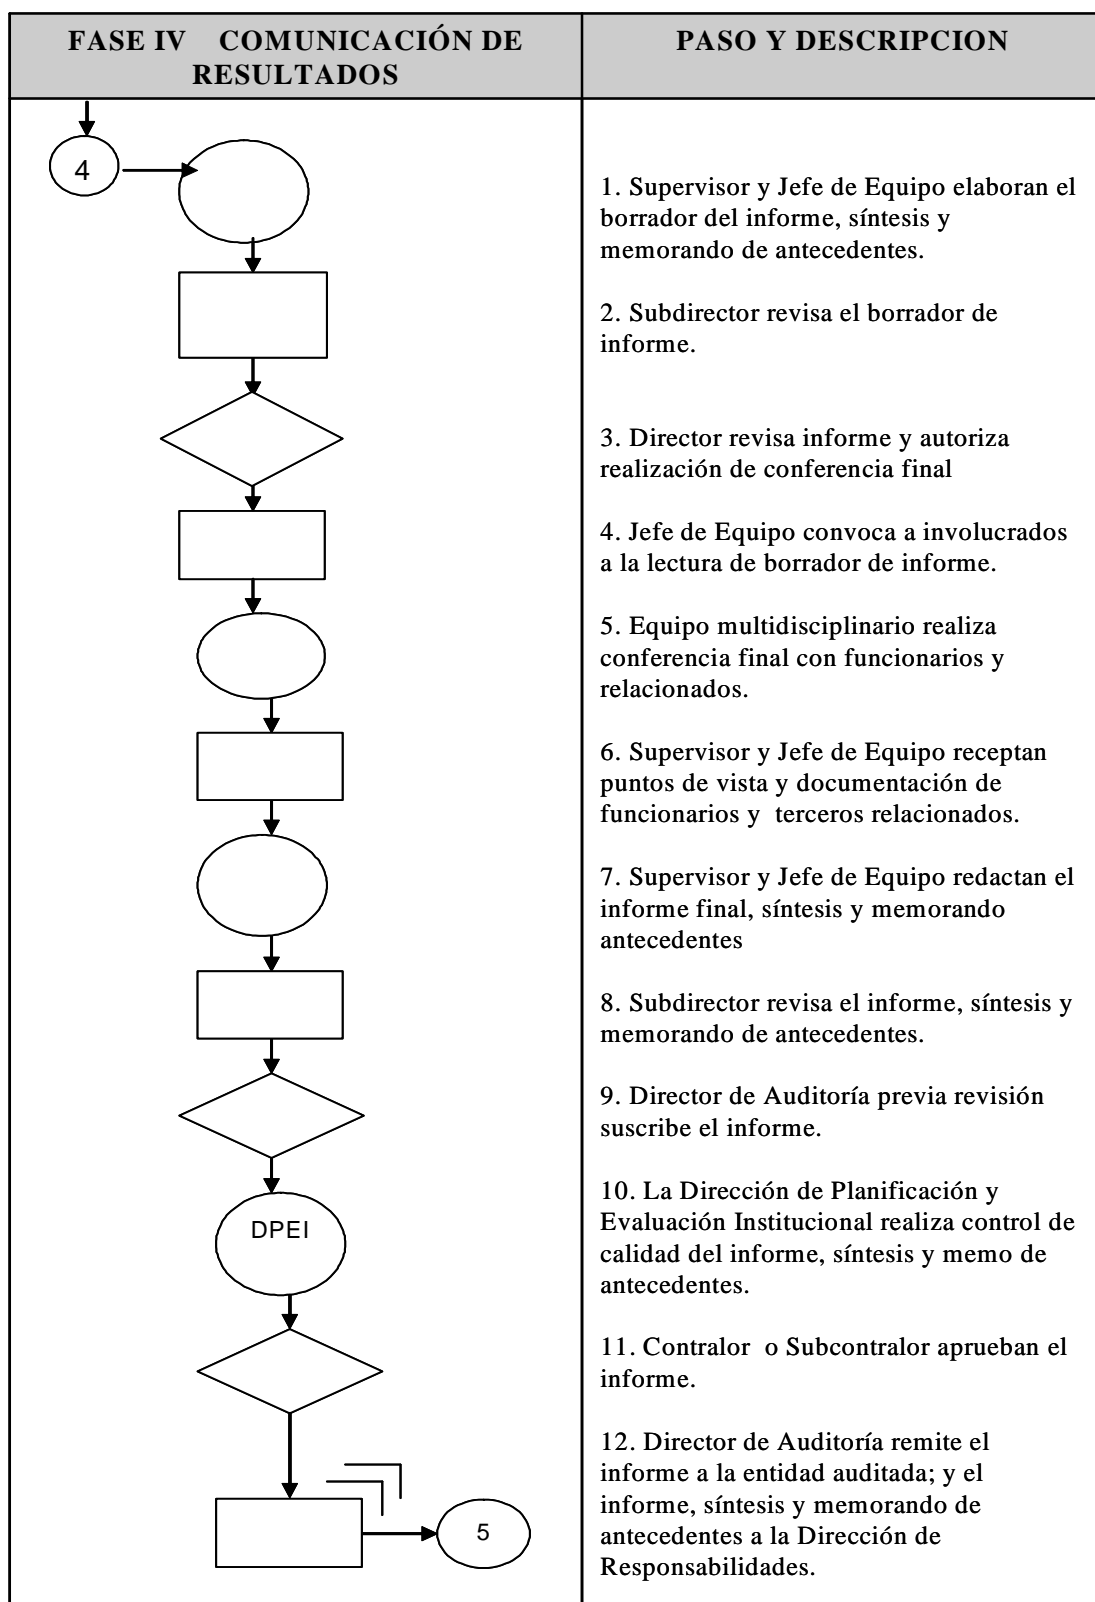 FASE IV COMUNICACIÓN DE
RESULTADOS
PASO Y DESCRIPCION
4
1. Supervisor y Jefe de Equipo elaboran el
borrador del informe, síntesis y
memorando de antecedentes.
2. Subdirector revisa el borrador de
informe.
3. Director revisa informe y autoriza
realización de conferencia final
4. Jefe de Equipo convoca a involucrados
a la lectura de borrador de informe.
5. Equipo multidisciplinario realiza
conferencia final con funcionarios y
relacionados.
6. Supervisor y Jefe de Equipo receptan
puntos de vista y documentación de
funcionarios y terceros relacionados.
7. Supervisor y Jefe de Equipo redactan el
informe final, síntesis y memorando
antecedentes
8. Subdirector revisa el informe, síntesis y
memorando de antecedentes.
9. Director de Auditoría previa revisión
suscribe el informe.
DPEI
10. La Dirección de Planificación y
Evaluación Institucional realiza control de
calidad del informe, síntesis y memo de
antecedentes.
11. Contralor o Subcontralor aprueban el
informe.
12. Director de Auditoría remite el
informe a la entidad auditada; y el
informe, síntesis y memorando de
antecedentes a la Dirección de
Responsabilidades.
5